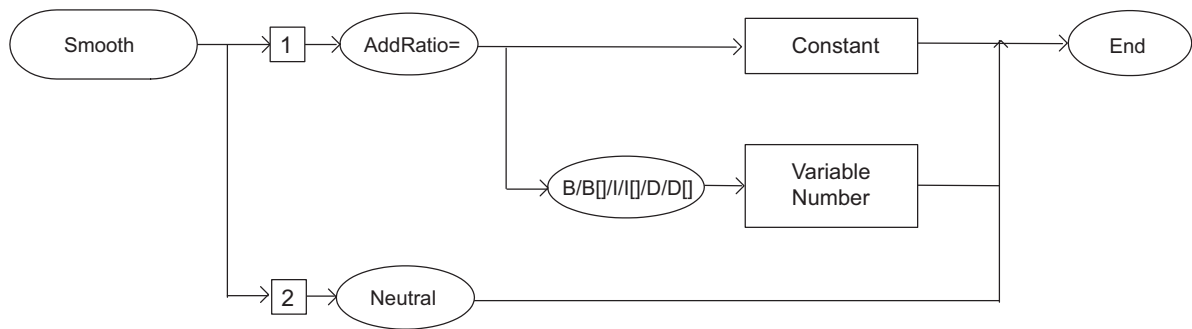 Smooth
1
AddRatio=
Constant
End
B/B[]/I/I[]/D/D[]
Variable
Number
2
Neutral